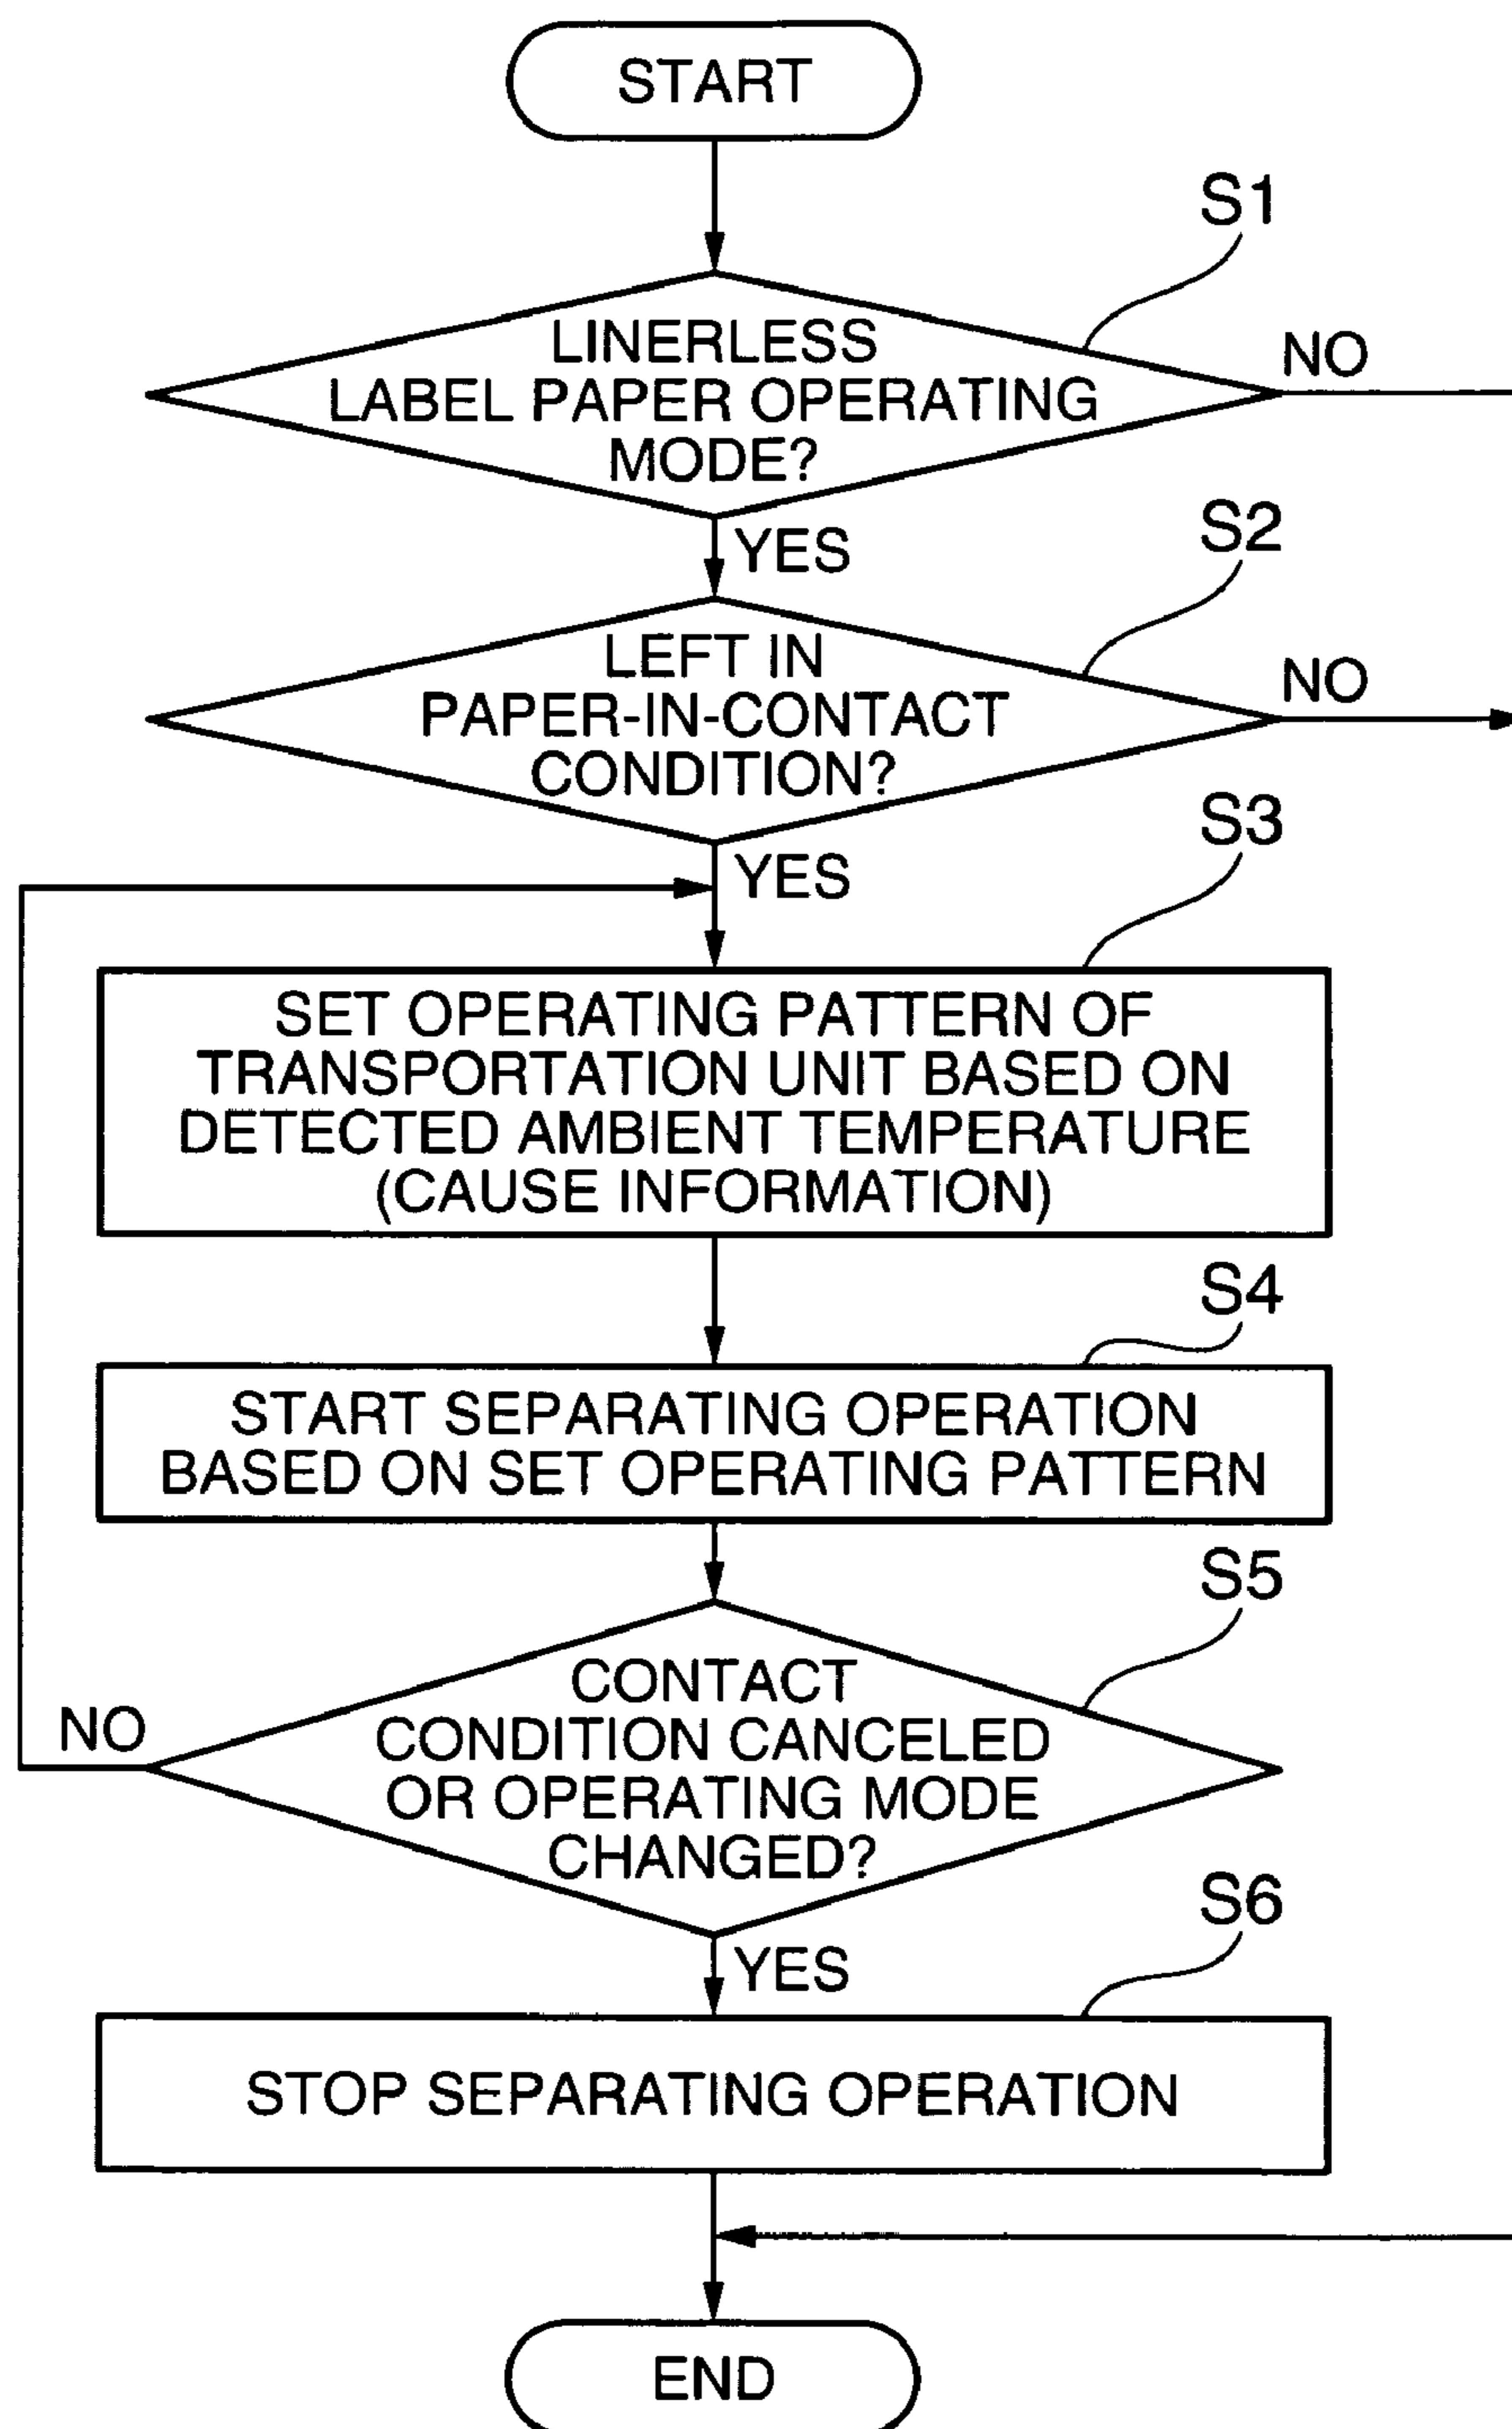 START
S1
LINERLESS
LABEL PAPER OPERATING
MODE?
NO
YES
S2
LEFT IN
PAPER-IN-CONTACT
CONDITION?
NO
YES
S3
SET OPERATING PATTERN OF
TRANSPORTATION UNIT BASED ON
DETECTED AMBIENT TEMPERATURE
(CAUSE INFORMATION)
S4
START SEPARATING OPERATION
BASED ON SET OPERATING PATTERN
S5
CONTACT
CONDITION CANCELED
OR OPERATING MODE
CHANGED?
NO
YES
S6
STOP SEPARATING OPERATION
END